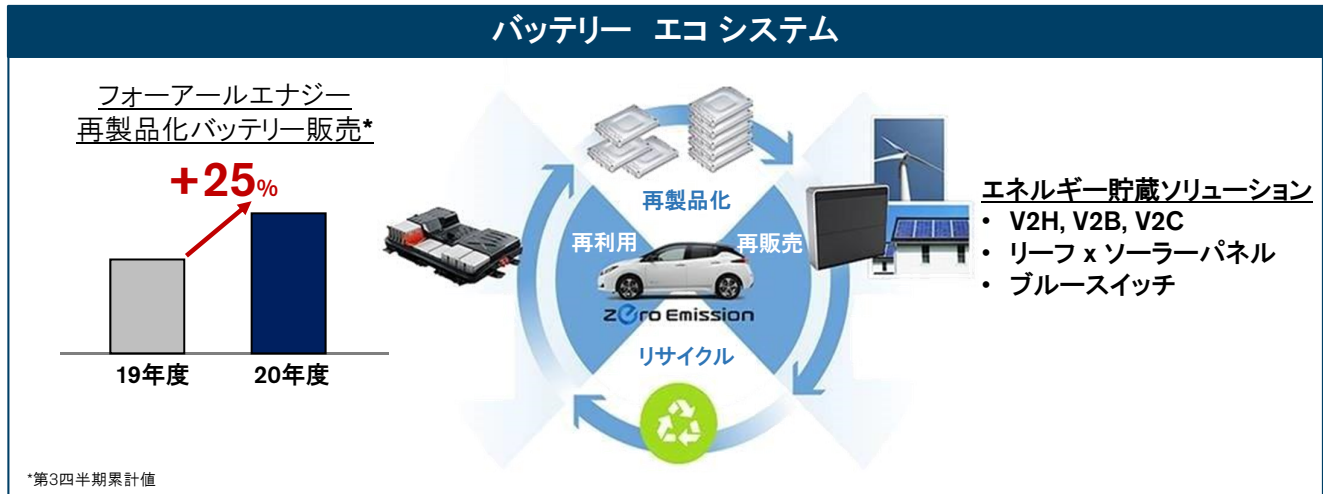 バッテリー エコ システム
フォーアールエナジー
再製品化バッテリー販売*
+25%
19年度
20年度
再製品化
再利用
再販売
zero Emission
リサイクル
エネルギー貯蔵ソリューション
• V2H, V2B, V2C
• リーフ x ソーラーパネル
• ブルースイッチ
*第3四半期累計値